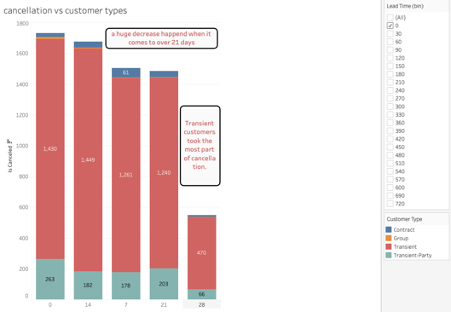 cancellation vs customer types
Lead Time (bin)
(All)
0
30
60
90
120
150
180
210
240
270
300
330
360
390
420
450
480
510
540
570
600
690
720
Customer Type
Contract
Group
Transient
Transient-Party
a huge decrease happend when it
comes to over 21 days
Transient
customers
took the
most part
of cancella
tion.
Is Canceled
1800
1600
1400
1200
1000
800
600
400
200
0
1,430
263
1,449
182
61
1,261
178
1,240
203
470
66
0
14
7
21
28